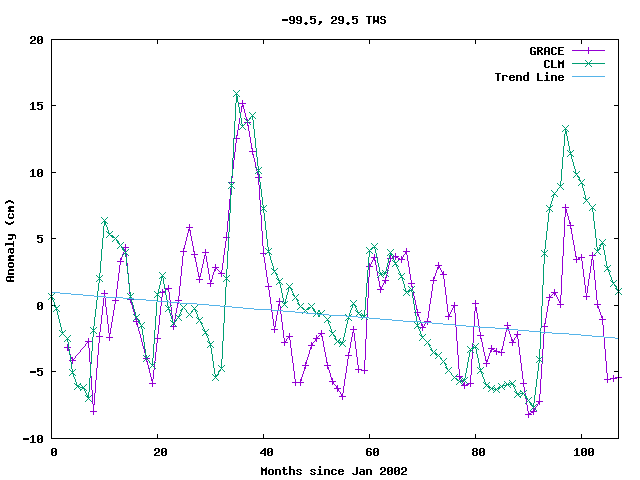 -99.5, 29.5 TWS
GRACE
CLM
Trend Line
20
15
10
5
0
-5
-10
Anomaly (cm)
0 20 40 60 80 100
Months since Jan 2002